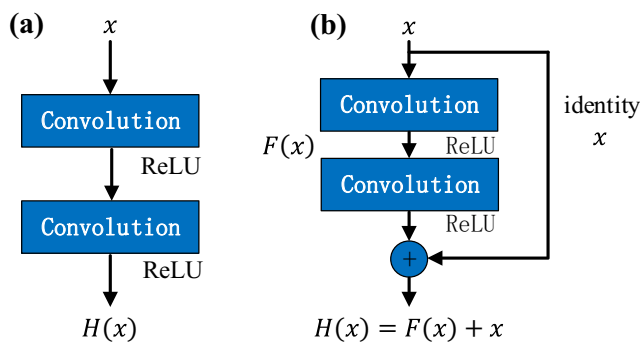 (a)
x
Convolution
ReLU
Convolution
ReLU
H(x)
(b)
x
Convolution
identity
x
F(x)
ReLU
Convolution
ReLU
+
H(x) = F(x) + x